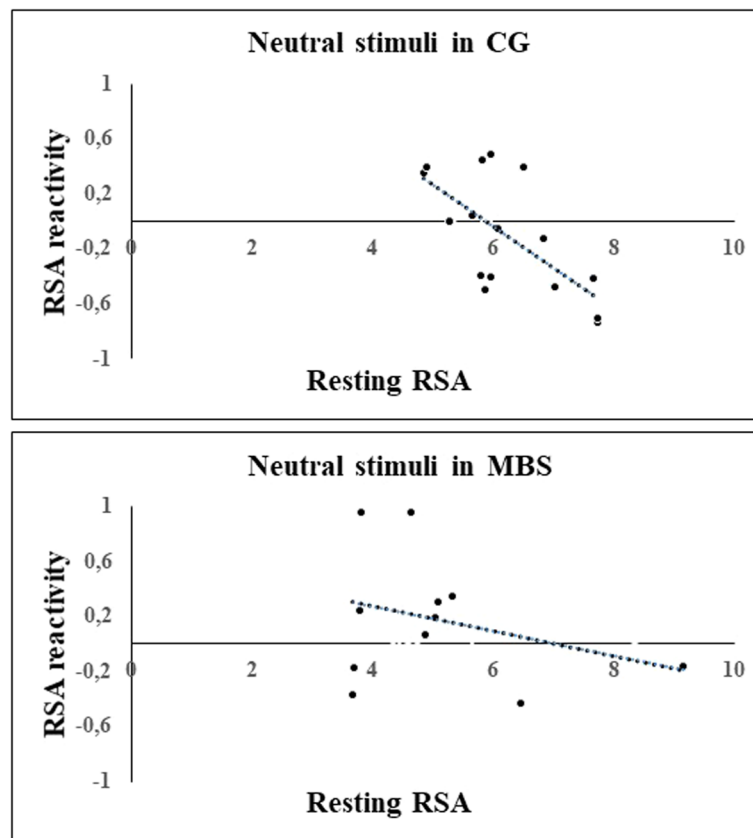 Neutral stimuli in CG
1
0,6
0,2
-0,2
-0,6
-1
RSA reactivity
0 2 4 6 8 10
Resting RSA
Neutral stimuli in MBS
1
0,6
0,2
-0,2
-0,6
-1
RSA reactivity
0 2 4 6 8 10
Resting RSA